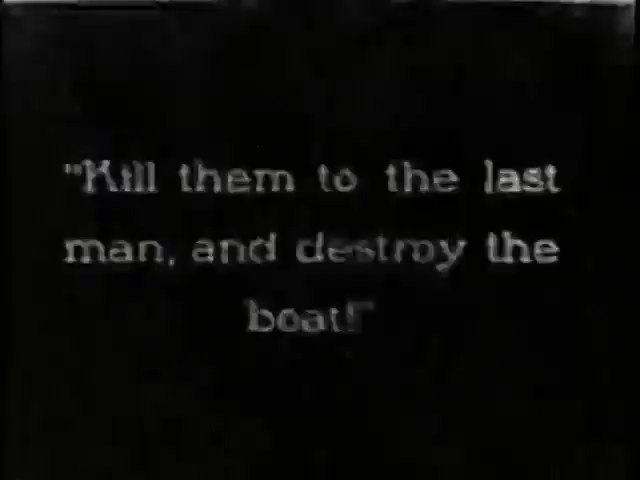 "Kill them to the last
man, and destroy the
boat!"